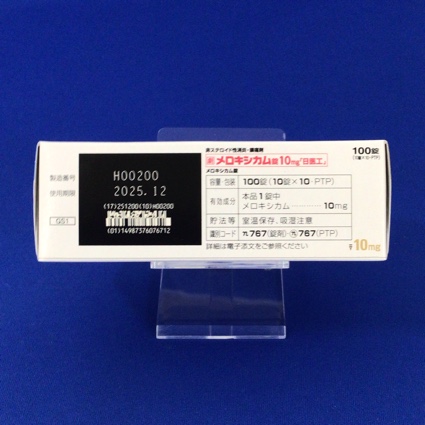 非ステロイド性消炎・鎮痛剤
劇 メロキシカム錠10mg「日医工」
100錠
メロキシカム錠
製造番号 H00200
使用期限 2025.12
(17)251200(10)H00200
(01)14987376076712
GS1
容量・包装 100錠(10錠×10・PTP)
有効成分 本品1錠中
メロキシカム 10mg
貯法等 室温保存、吸湿注意
識別コード π767(錠剤)・767(PTP)
詳細は電子添文をご参照ください
10mg